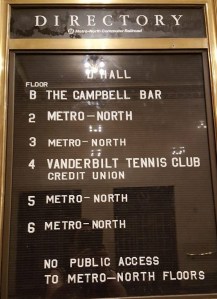 DIRECTORY
Metro-North Commuter Railroad
HALL
FLOOR
B THE CAMPBELL BAR
2 METRO-NORTH
3 METRO-NORTH
4 VANDERBILT TENNIS CLUB
CREDIT UNION
5 METRO-NORTH
6 METRO-NORTH
NO PUBLIC ACCESS
TO METRO-NORTH FLOORS